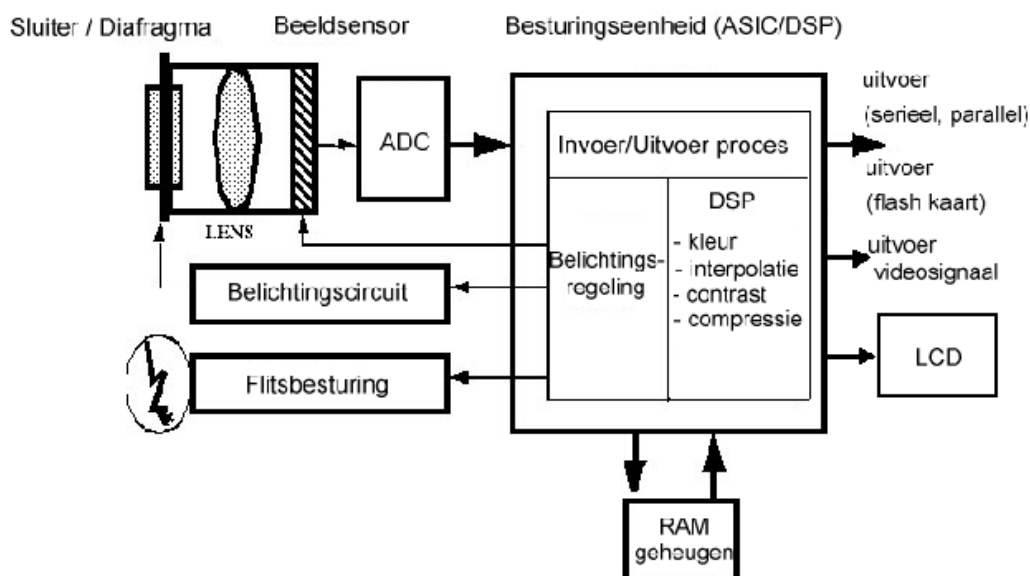 Sluiter / Diafragma
Beeldsensor
Besturingseenheid (ASIC/DSP)
LENS
ADC
Invoer/Uitvoer proces
Belichtings-
regeling
DSP
- kleur
- interpolatie
- contrast
- compressie
uitvoer
(serieel, parallel)
uitvoer
(flash kaart)
uitvoer
videosignaal
LCD
Belichtingscircuit
Flitsbesturing
RAM
geheugen